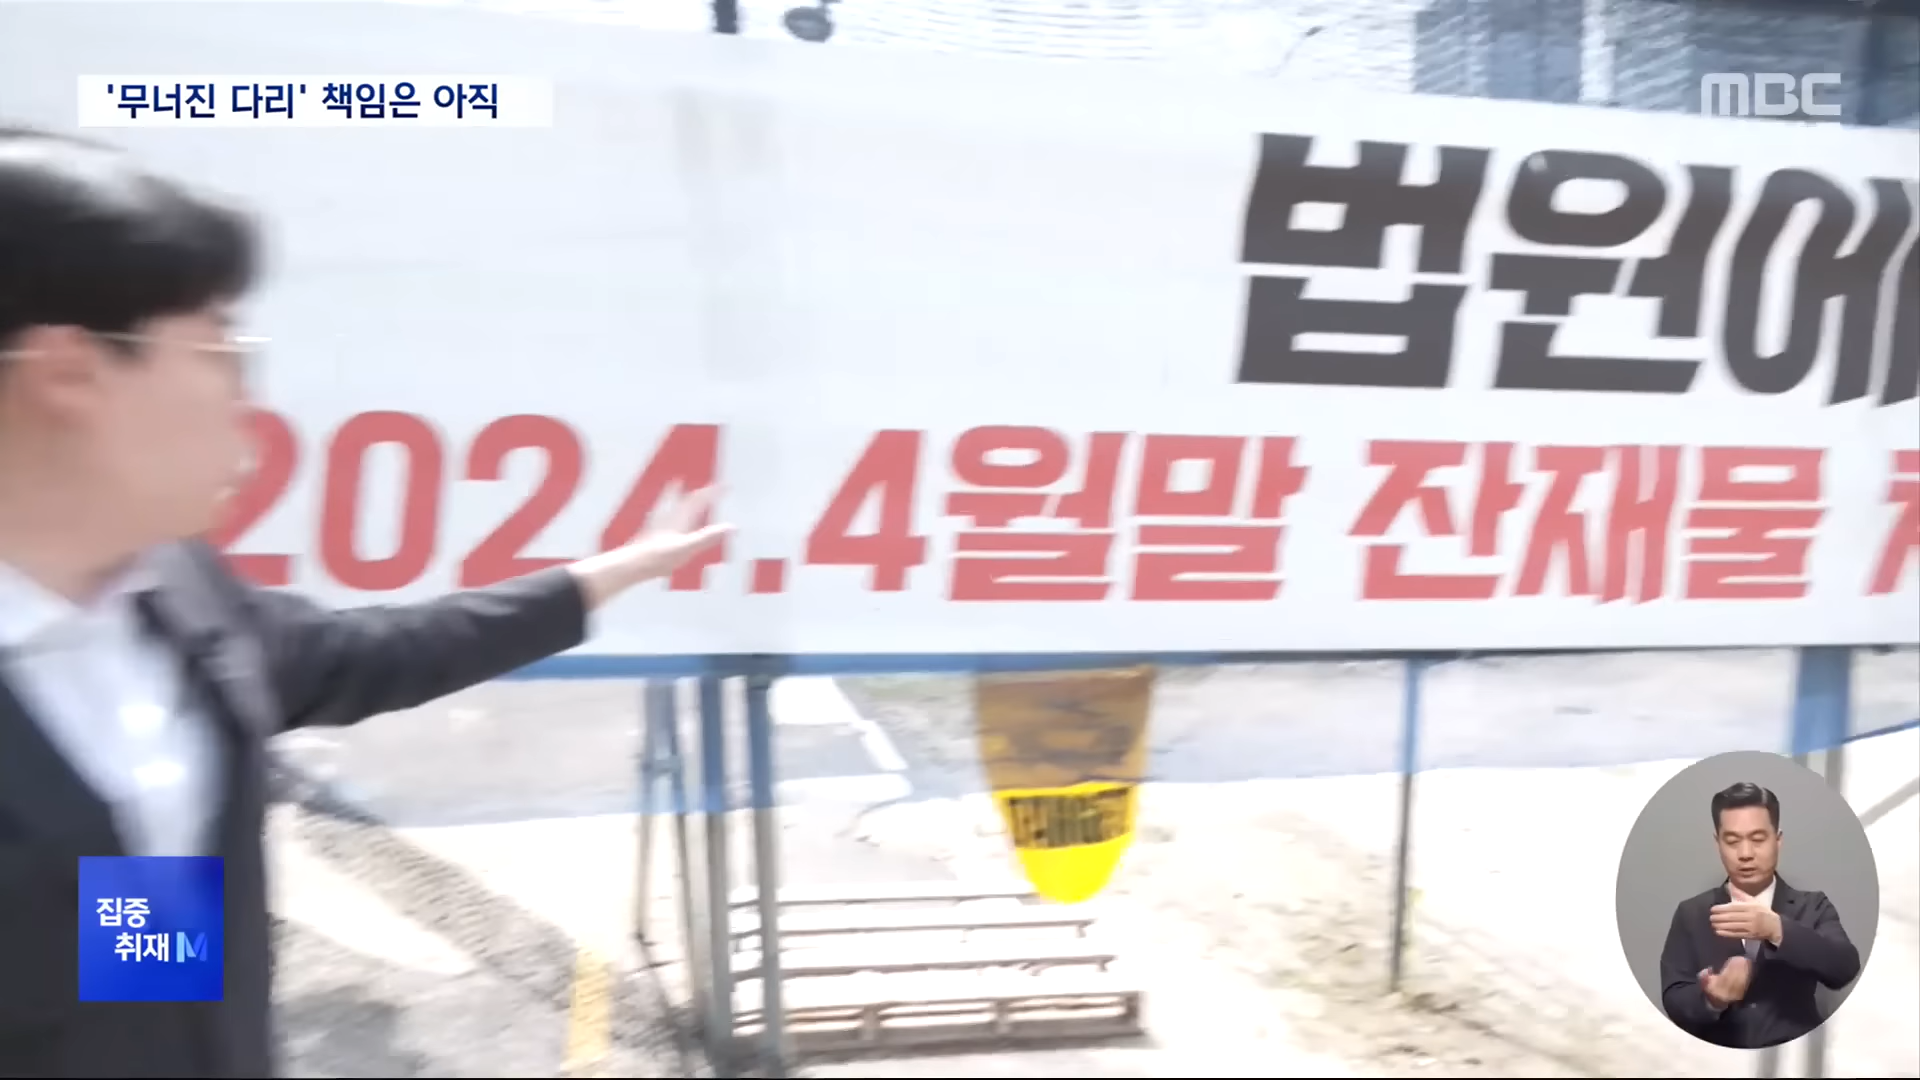 '무너진 다리' 책임은 아직
MBC
법원에
2024.4월말 잔재물
집중
취재 M